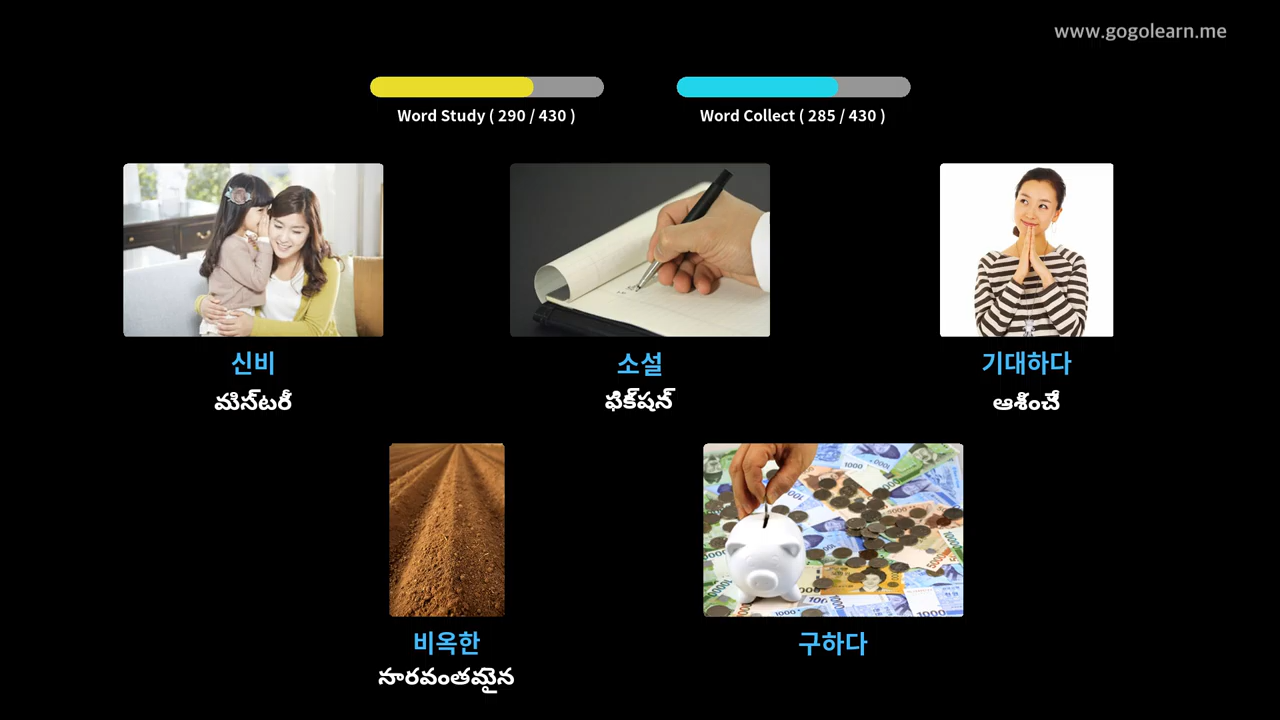 www.gogolearn.me
Word Study ( 290 / 430 )
Word Collect ( 285 / 430 )
신비
మిస్టరీ
소설
ఫిక్షన్
기대하다
ఆశించే
비옥한
సారవంతమైన
구하다